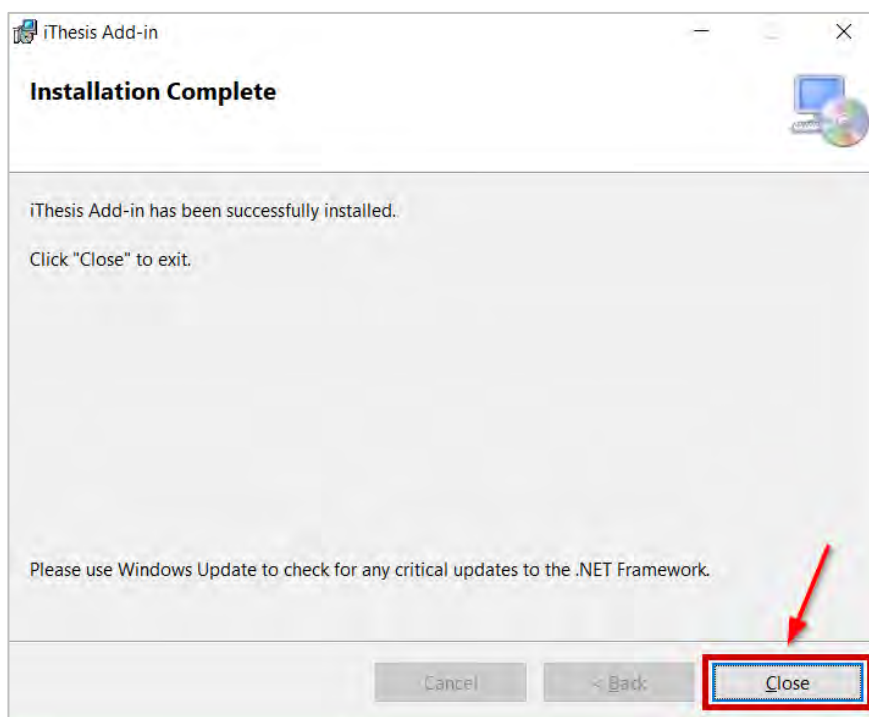 iThesis Add-in
Installation Complete
iThesis Add-in has been successfully installed.
Click "Close" to exit.
Please use Windows Update to check for any critical updates to the .NET Framework.
Cancel
< Back
Close